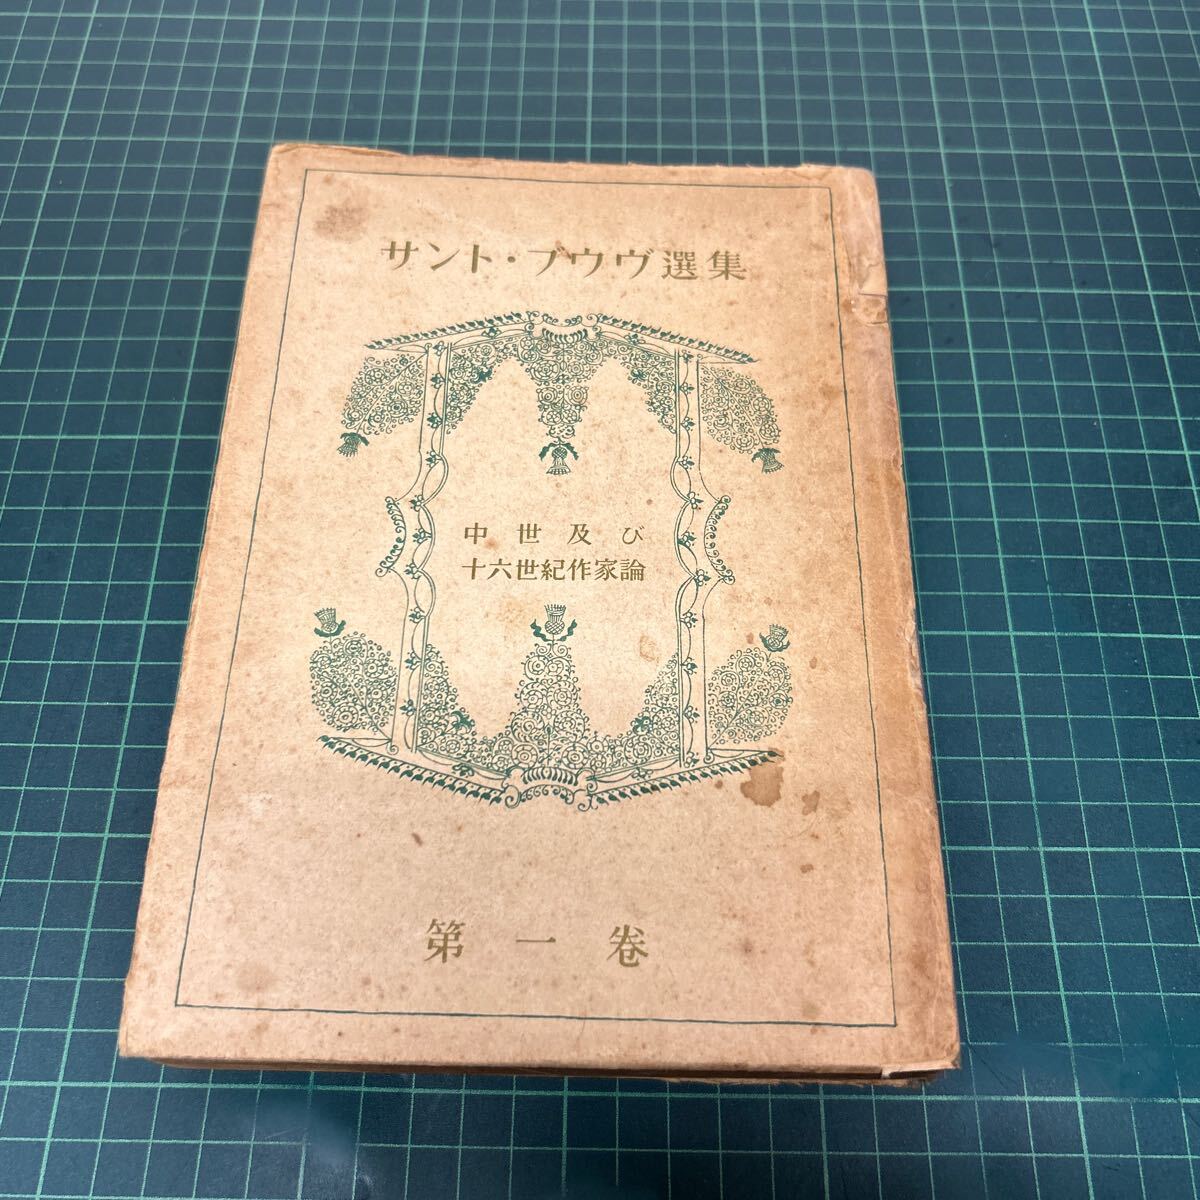 サント・ブウヴ選集
中世及び
十六世紀作家論
第一卷